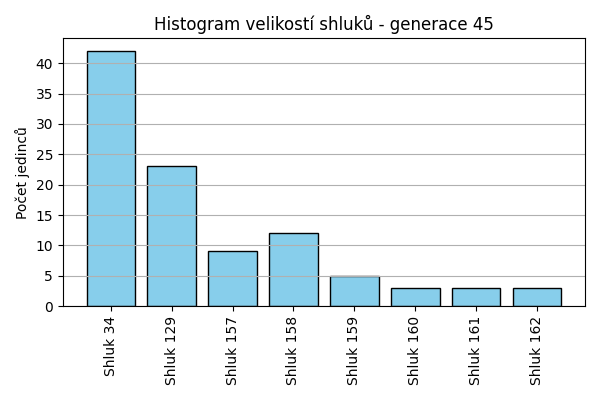 Histogram velikostí shluků - generace 45
Počet jedinců
40
35
30
25
20
15
10
5
0
Shluk 34
Shluk 129
Shluk 157
Shluk 158
Shluk 159
Shluk 160
Shluk 161
Shluk 162